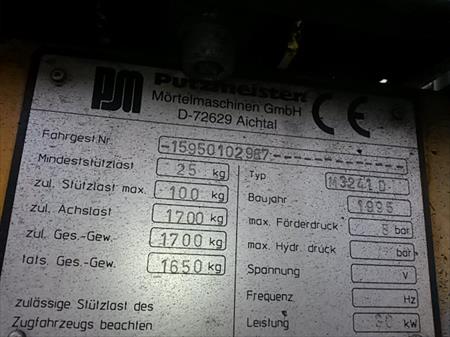 PM Putzmeister
Mörtelmaschinen GmbH
D-72629 Aichtal
CE
Fahrgest.Nr. -15950102987-
Mindeststützlast 25 kg
zul. Stützlast max. 100 kg
zul. Achslast 1700 kg
zul. Ges.-Gew. 1700 kg
tats. Ges.-Gew. 1650 kg
zulässige Stützlast des
Zugfahrzeugs beachten
Typ M3241 D
Baujahr 1995
max. Förderdruck 8 bar
max. Hydr. druck bar
Spannung V
Frequenz Hz
Leistung kW